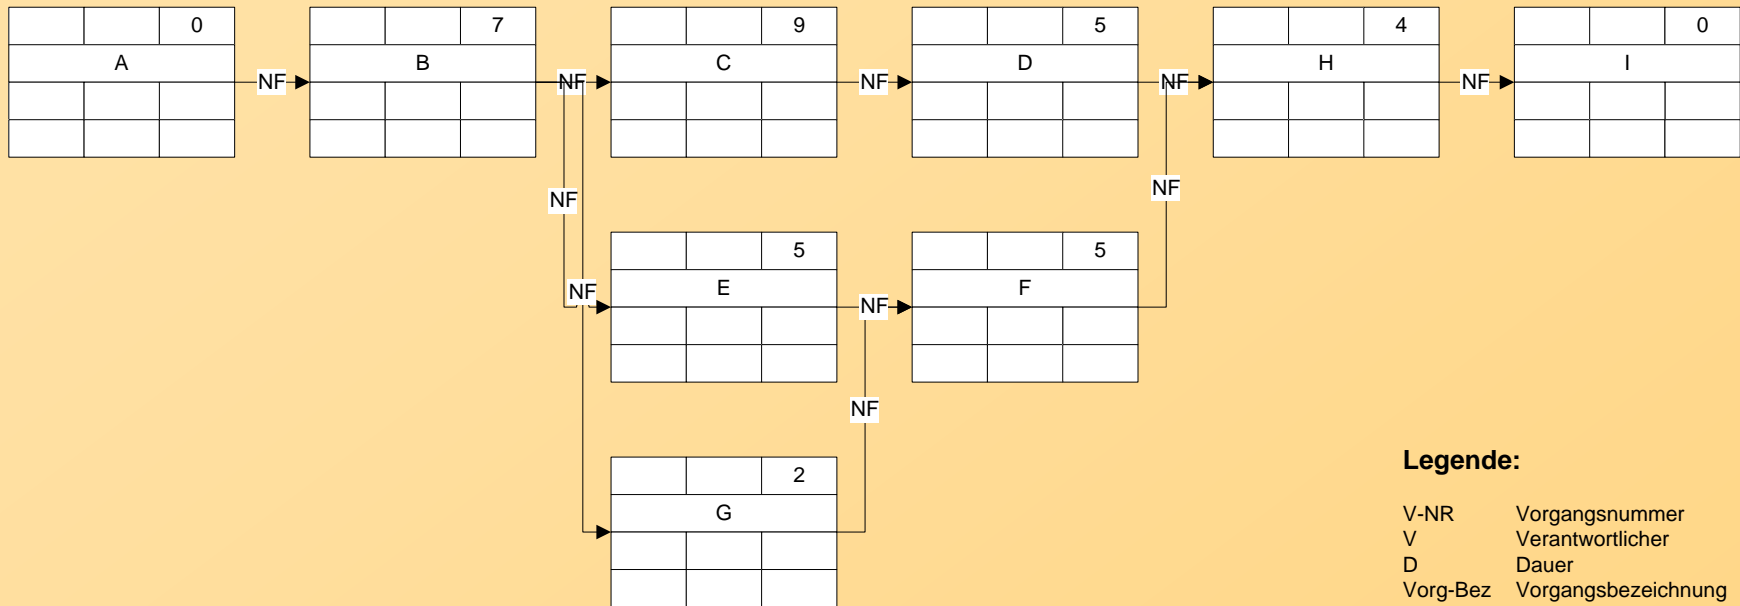 0 7 9 5 4 0
A B C D H I
NF NF NF NF NF
NF NF
5 5
E F
NF NF
NF
2
G
Legende:
V-NR Vorgangsnummer
V Verantwortlicher
D Dauer
Vorg-Bez Vorgangsbezeichnung